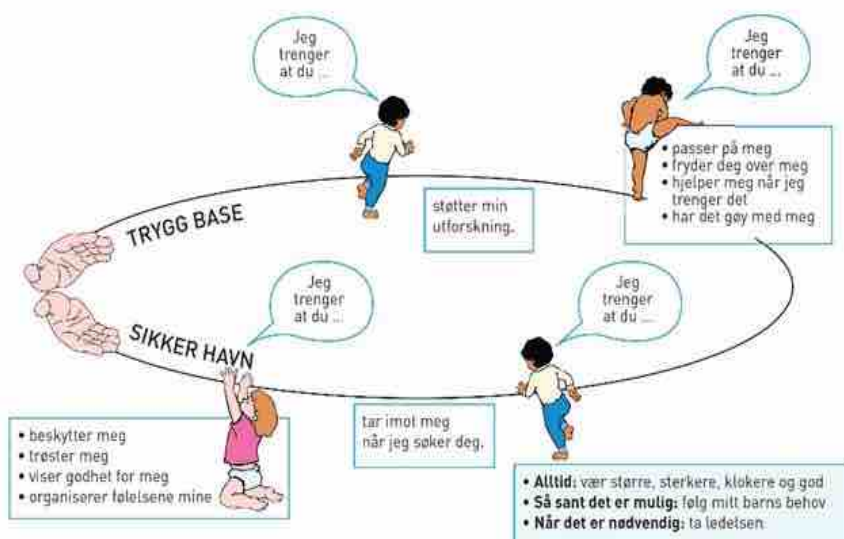 Jeg
trenger
at du ...
Jeg
trenger
at du ...
• passer på meg
• fryder deg over meg
• hjelper meg når jeg
trenger det
• har det gøy med meg
støtter min
utforskning.
TRYGG BASE
SIKKER HAVN
Jeg
trenger
at du ...
Jeg
trenger
at du ...
tar imot meg
når jeg søker deg.
• beskytter meg
• trøster meg
• viser godhet for meg
• organiserer følelsene mine
• Alltid: vær større, sterkere, klokere og god
• Så sant det er mulig: følg mitt barns behov
• Når det er nødvendig: ta ledelsen